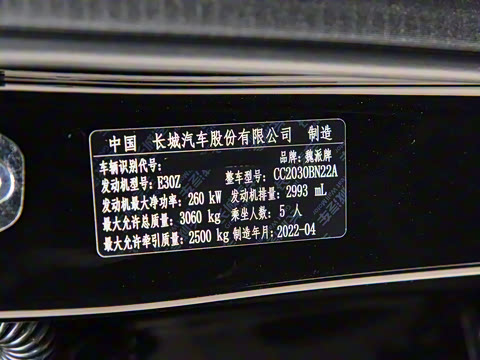 中国 长城汽车股份有限公司 制造
车辆识别代号: 品牌: 魏派牌
发动机型号: E30Z 整车型号: CC2030BN22A
发动机最大净功率: 260 kW 发动机排量: 2993 mL
最大允许总质量: 3060 kg 乘坐人数: 5 人
最大允许牵引质量: 2500 kg 制造年月: 2022-04